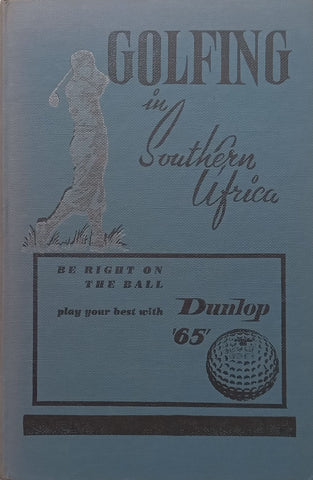 GOLFING
in
Southern
Africa
BE RIGHT ON
THE BALL
play your best with Dunlop
'65'